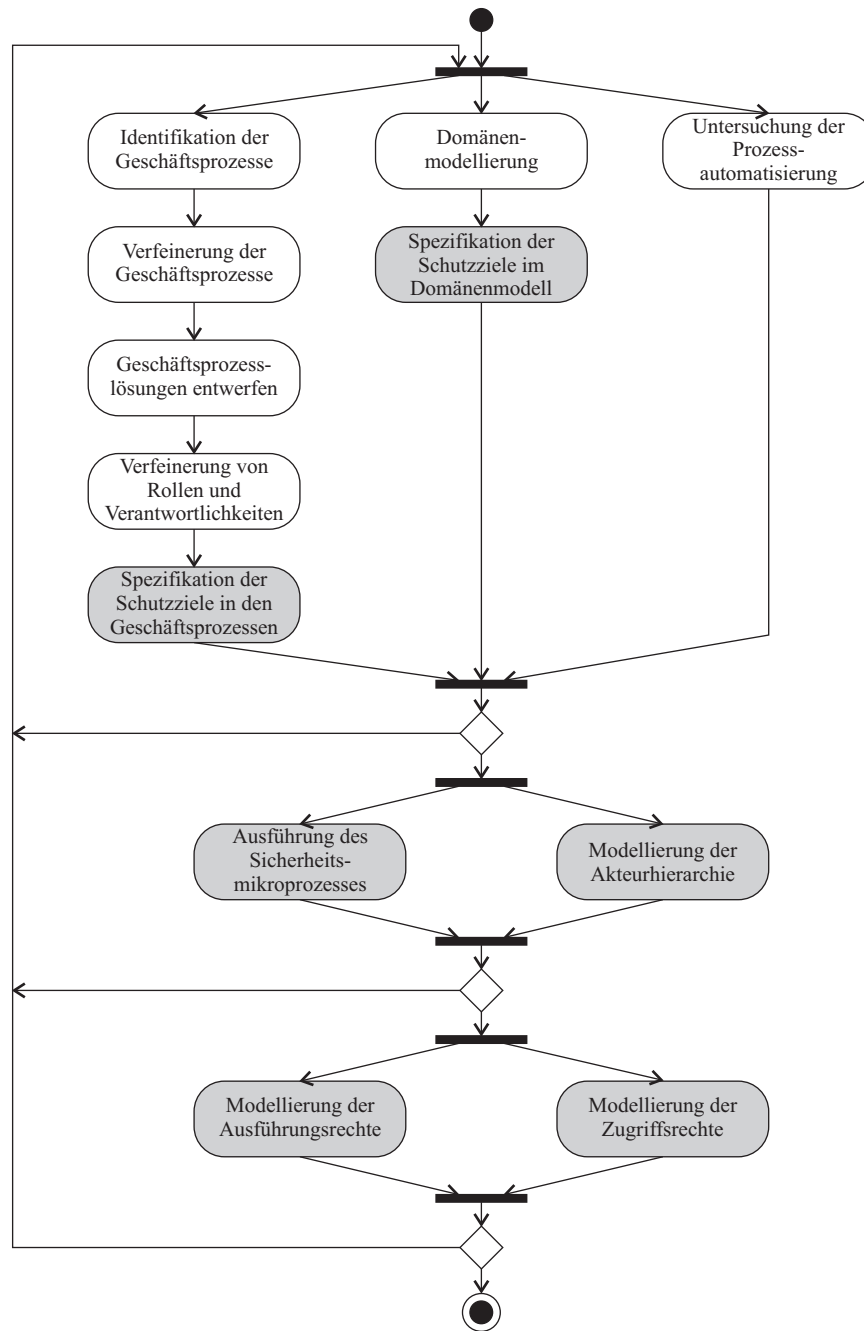 Identifikation der
Geschäftsprozesse
Domänen-
modellierung
Untersuchung der
Prozess-
automatisierung
Verfeinerung der
Geschäftsprozesse
Spezifikation der
Schutzziele im
Domänenmodell
Geschäftsprozess-
lösungen entwerfen
Verfeinerung von
Rollen und
Verantwortlichkeiten
Spezifikation der
Schutzziele in den
Geschäftsprozessen
Ausführung des
Sicherheits-
mikroprozesses
Modellierung der
Akteurhierarchie
Modellierung der
Ausführungsrechte
Modellierung der
Zugriffsrechte